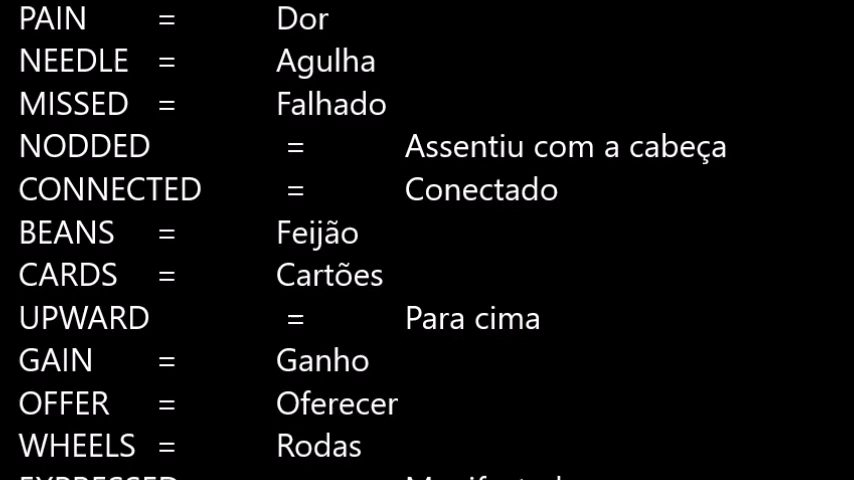 PAIN = Dor
NEEDLE = Agulha
MISSED = Falhado
NODDED = Assentiu com a cabeça
CONNECTED = Conectado
BEANS = Feijão
CARDS = Cartões
UPWARD = Para cima
GAIN = Ganho
OFFER = Oferecer
WHEELS = Rodas